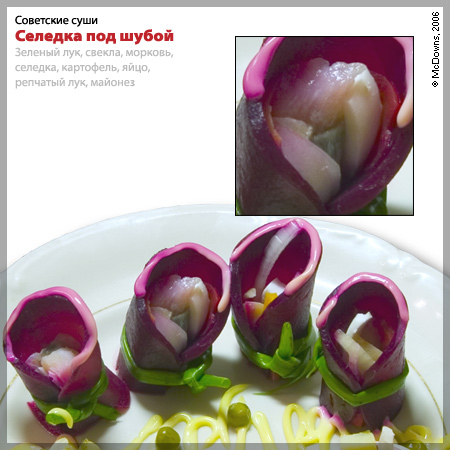 Советские суши
Селедка под шубой
Зеленый лук, свекла, морковь,
селедка, картофель, яйцо,
репчатый лук, майонез
© McDowns, 2006